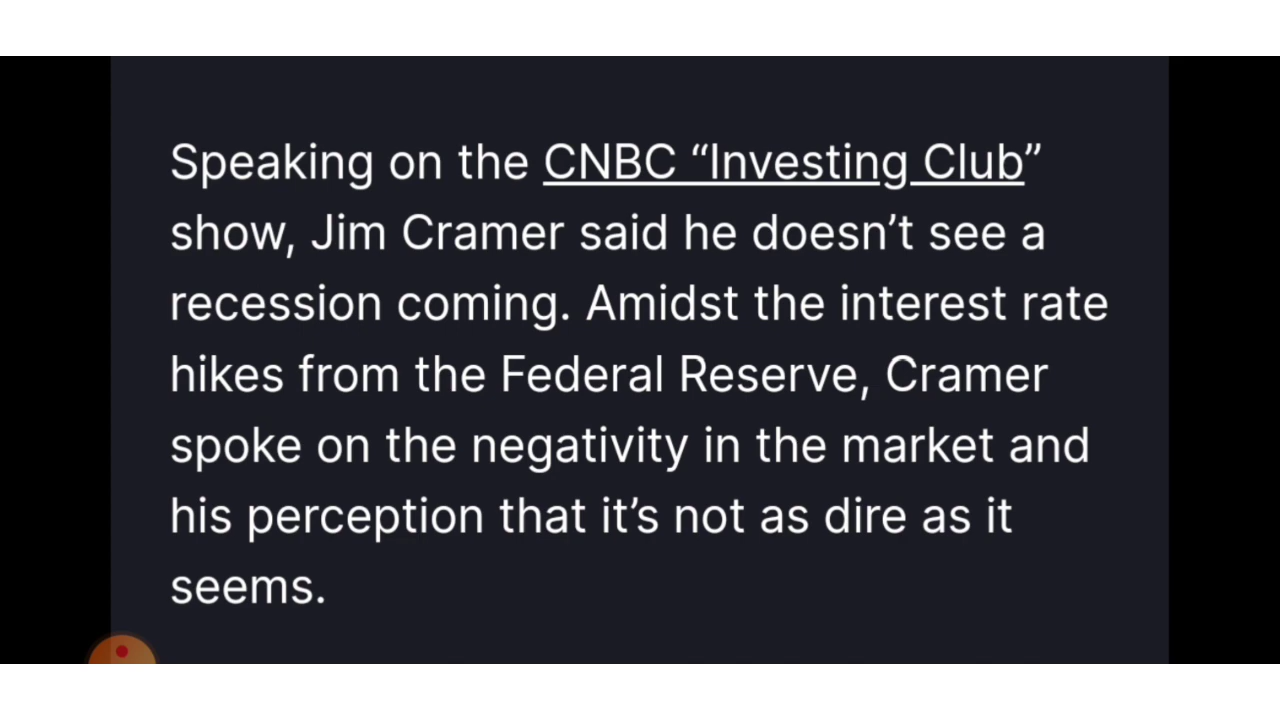 Speaking on the CNBC “Investing Club”
show, Jim Cramer said he doesn’t see a
recession coming. Amidst the interest rate
hikes from the Federal Reserve, Cramer
spoke on the negativity in the market and
his perception that it’s not as dire as it
seems.